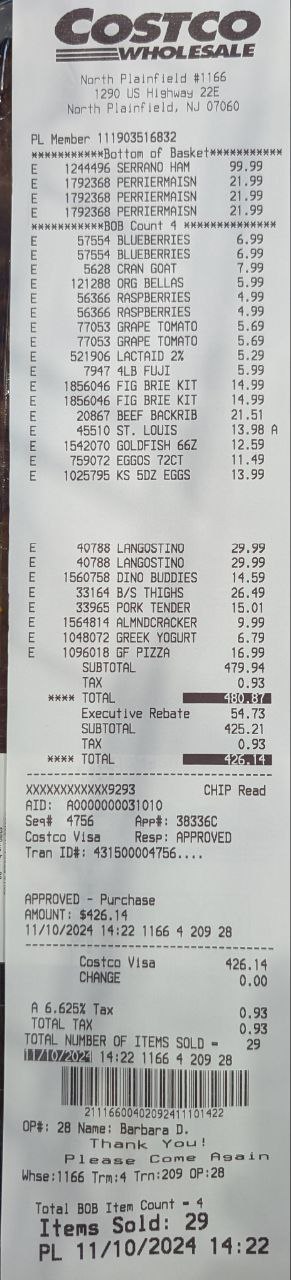 COSTCO
WHOLESALE
North Plainfield #1166
1290 US Highway 22E
North Plainfield, NJ 07060
PL Member 111903516832
***********Bottom of Basket***********
E 1244496 SERRANO HAM 99.99
E 1792368 PERRIERMAISN 21.99
E 1792368 PERRIERMAISN 21.99
E 1792368 PERRIERMAISN 21.99
***********BOB Count 4 **************
E 57554 BLUEBERRIES 6.99
E 57554 BLUEBERRIES 6.99
E 5628 CRAN GOAT 7.99
E 121288 ORG BELLAS 5.99
E 56366 RASPBERRIES 4.99
E 56366 RASPBERRIES 4.99
E 77053 GRAPE TOMATO 5.69
E 77053 GRAPE TOMATO 5.69
E 521906 LACTAID 2% 5.29
E 7947 4LB FUJI 5.99
E 1856046 FIG BRIE KIT 14.99
E 1856046 FIG BRIE KIT 14.99
E 20867 BEEF BACKRIB 21.51
E 45510 ST. LOUIS 13.98 A
E 1542070 GOLDFISH 66Z 12.59
E 759072 EGGOS 72CT 11.49
E 1025795 KS 5DZ EGGS 13.99
E 40788 LANGOSTINO 29.99
E 40788 LANGOSTINO 29.99
E 1560758 DINO BUDDIES 14.59
E 33164 B/S THIGHS 26.49
E 33965 PORK TENDER 15.01
E 1564814 ALMNDCRACKER 9.99
E 1048072 GREEK YOGURT 6.79
E 1096018 GF PIZZA 16.99
SUBTOTAL 479.94
TAX 0.93
**** TOTAL 480.87
Executive Rebate 54.73
SUBTOTAL 425.21
TAX 0.93
**** TOTAL 426.14
XXXXXXXXXXXX9293 CHIP Read
AID: A0000000031010
Seq# 4756 App#: 38336C
Costco Visa Resp: APPROVED
Tran ID#: 431500004756....
APPROVED - Purchase
AMOUNT: $426.14
11/10/2024 14:22 1166 4 209 28
Costco Visa 426.14
CHANGE 0.00
A 6.625% Tax 0.93
TOTAL TAX 0.93
TOTAL NUMBER OF ITEMS SOLD = 29
11/10/2024 14:22 1166 4 209 28
21116600402092411101422
OP#: 28 Name: Barbara D.
Thank You!
Please Come Again
Whse:1166 Trm:4 Trn:209 OP:28
Total BOB Item Count = 4
Items Sold: 29
PL 11/10/2024 14:22